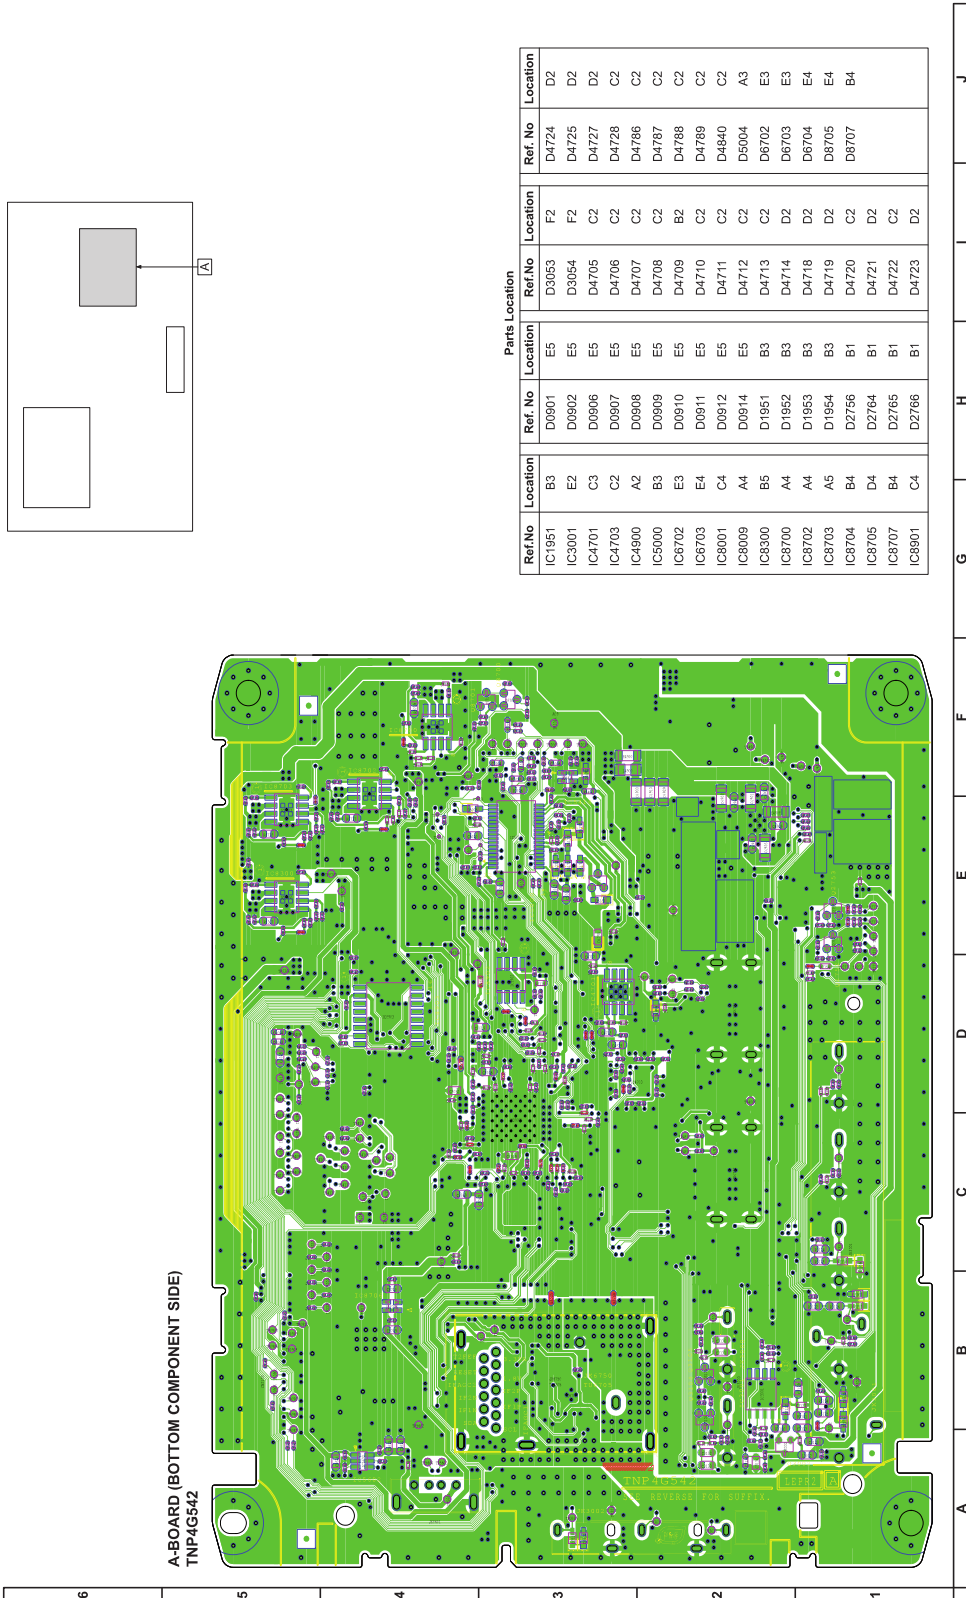 A-BOARD (BOTTOM COMPONENT SIDE)
TNP4G542
A
Parts Location
Ref.No Location Ref. No Location Ref.No Location Ref. No Location
IC1951 B3 D0901 E5 D3053 F2 D4724 D2
IC3001 E2 D0902 E5 D3054 F2 D4725 D2
IC4701 C3 D0906 E5 D4705 C2 D4727 D2
IC4703 C2 D0907 E5 D4706 C2 D4728 C2
IC4900 A2 D0908 E5 D4707 C2 D4786 C2
IC5000 B3 D0909 E5 D4708 C2 D4787 C2
IC6702 E3 D0910 E5 D4709 B2 D4788 C2
IC6703 E4 D0911 E5 D4710 C2 D4789 C2
IC8001 C4 D0912 E5 D4711 C2 D4840 C2
IC8009 A4 D0914 E5 D4712 C2 D5004 A3
IC8300 B5 D1951 B3 D4713 C2 D6702 E3
IC8700 A4 D1952 B3 D4714 D2 D6703 E3
IC8702 A4 D1953 B3 D4718 D2 D6704 E4
IC8703 A5 D1954 B3 D4719 D2 D8705 E4
IC8704 B4 D2756 B1 D4720 C2 D8707 B4
IC8705 D4 D2764 B1 D4721 D2
IC8707 B4 D2765 B1 D4722 C2
IC8901 C4 D2766 B1 D4723 D2
TNP4G542
SEE REVERSE FOR SUFFIX.
LEPR2 A
6
5
4
3
2
1
A B C D E F G H I J